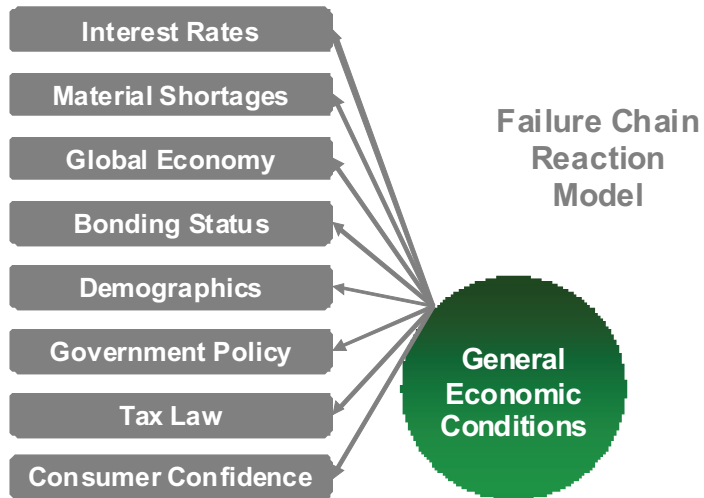 Interest Rates
Material Shortages
Global Economy
Bonding Status
Demographics
Government Policy
Tax Law
Consumer Confidence
Failure Chain
Reaction
Model
General
Economic
Conditions